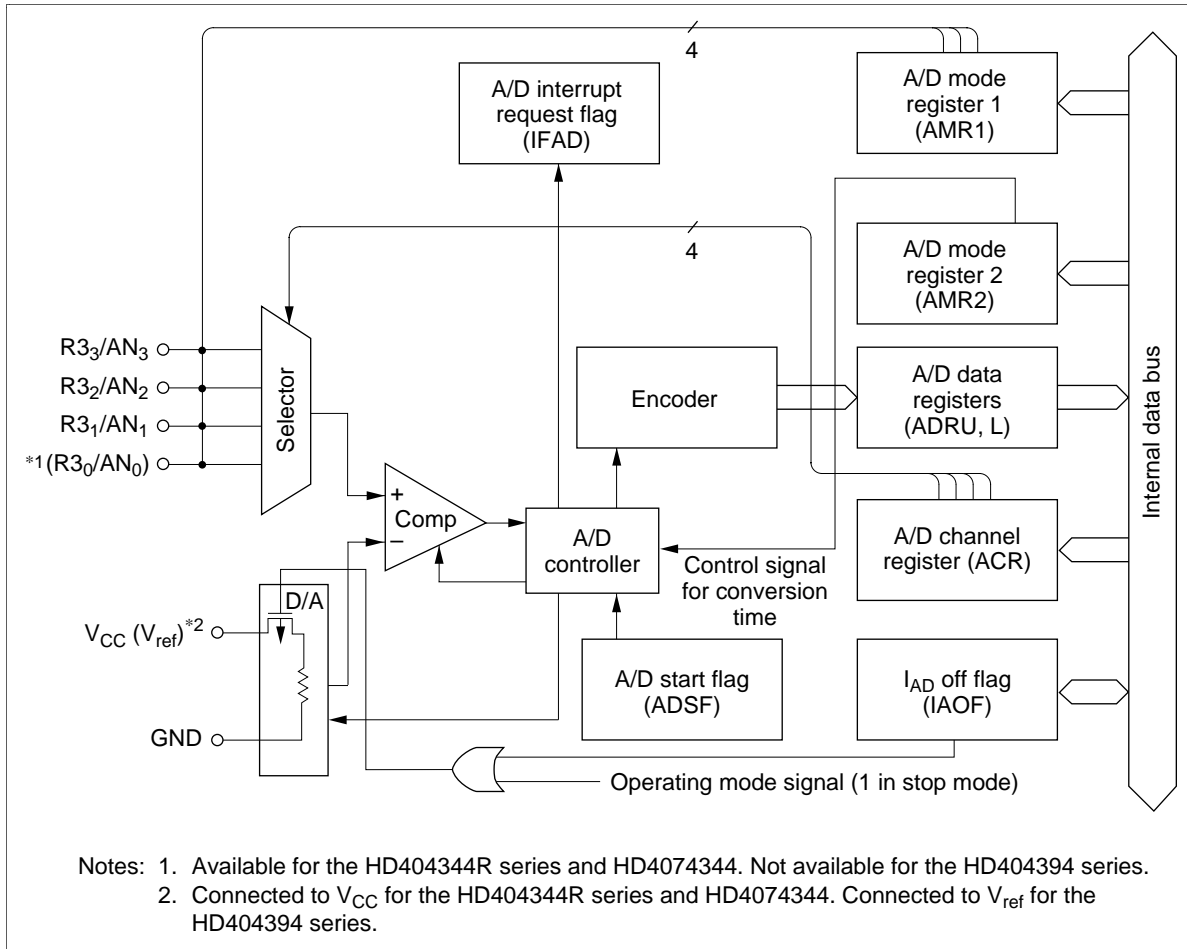 4
A/D interrupt
request flag
(IFAD)
A/D mode
register 1
(AMR1)
4
A/D mode
register 2
(AMR2)
R3₃/AN₃
R3₂/AN₂
R3₁/AN₁
*1(R3₀/AN₀)
Selector
Encoder
A/D data
registers
(ADRU, L)
Internal data bus
+
Comp
−
A/D
controller
Control signal
for conversion
time
A/D channel
register (ACR)
D/A
V_CC (V_ref)*2
GND
A/D start flag
(ADSF)
I_AD off flag
(IAOF)
Operating mode signal (1 in stop mode)
Notes: 1. Available for the HD404344R series and HD4074344. Not available for the HD404394 series.
2. Connected to V_CC for the HD404344R series and HD4074344. Connected to V_ref for the
HD404394 series.